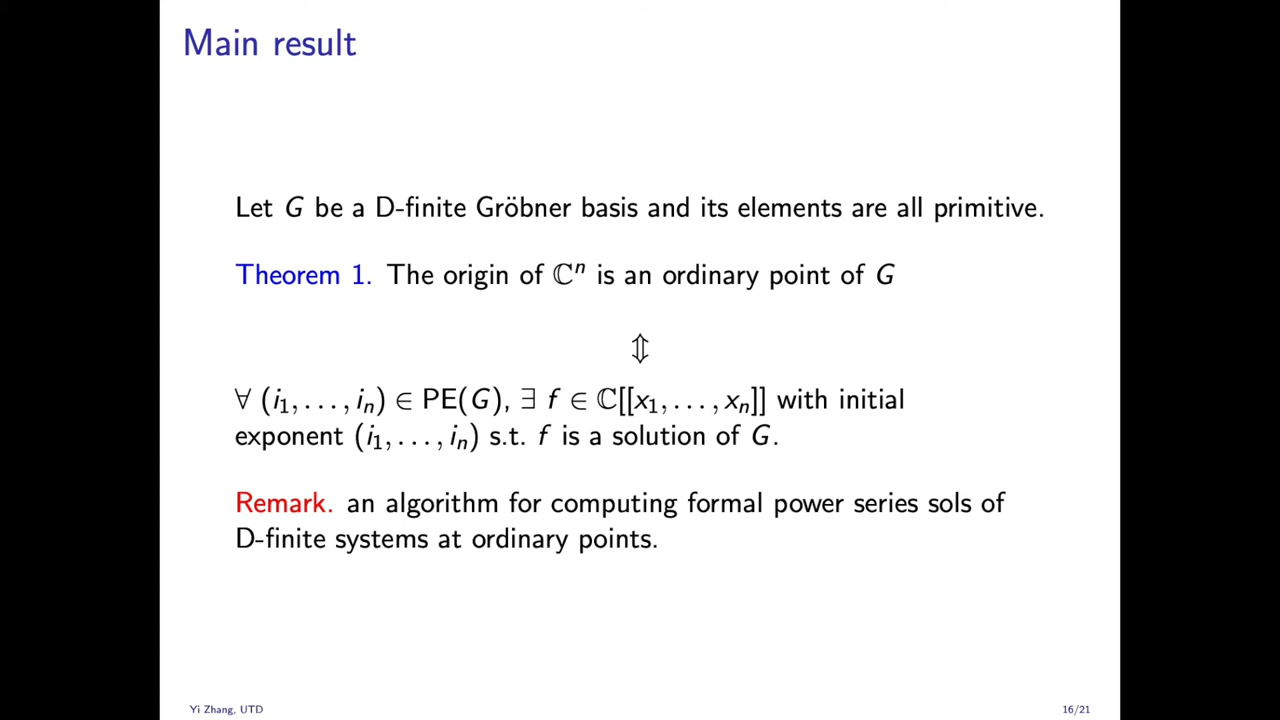 Main result
Let G be a D-finite Gröbner basis and its elements are all primitive.
Theorem 1. The origin of ℂⁿ is an ordinary point of G
⇕
∀ (i₁, . . . , iₙ) ∈ PE(G), ∃ f ∈ ℂ[[x₁, . . . , xₙ]] with initial
exponent (i₁, . . . , iₙ) s.t. f is a solution of G.
Remark. an algorithm for computing formal power series sols of
D-finite systems at ordinary points.
Yi Zhang, UTD
16/21